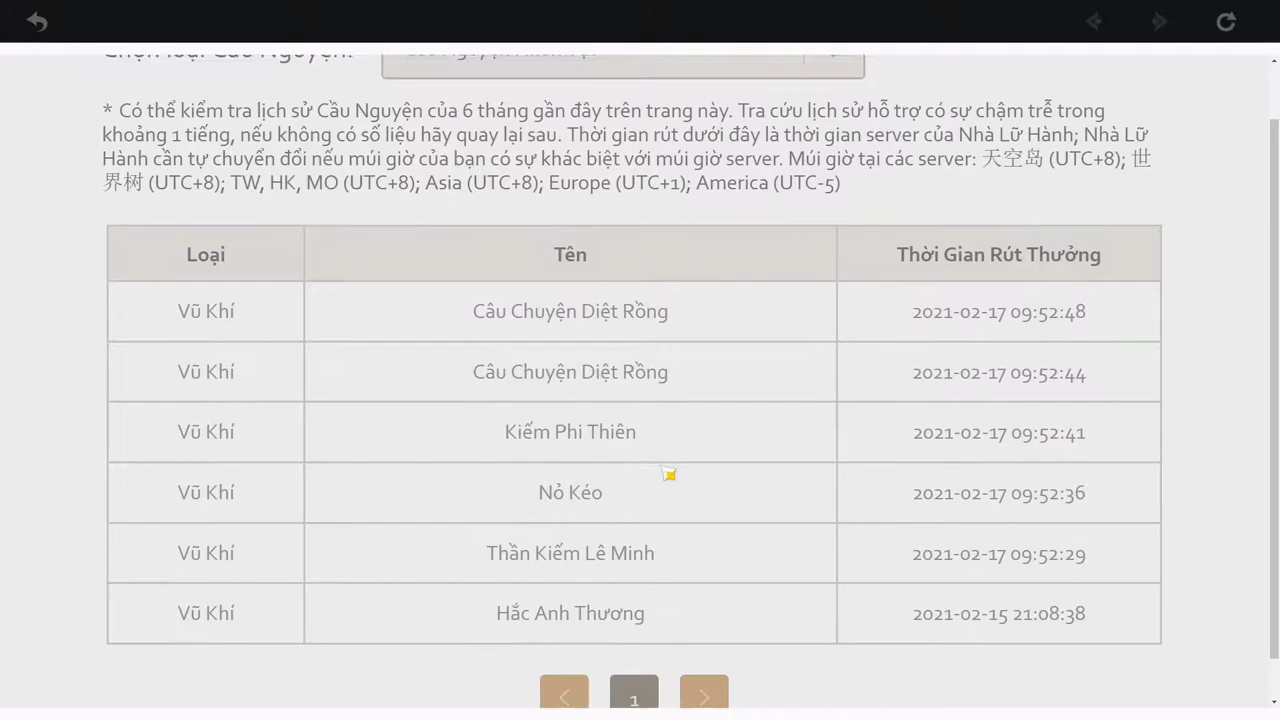 * Có thể kiểm tra lịch sử Cầu Nguyện của 6 tháng gần đây trên trang này. Tra cứu lịch sử hỗ trợ có sự chậm trễ trong
khoảng 1 tiếng, nếu không có số liệu hãy quay lại sau. Thời gian rút dưới đây là thời gian server của Nhà Lữ Hành; Nhà Lữ
Hành cần tự chuyển đổi nếu múi giờ của bạn có sự khác biệt với múi giờ server. Múi giờ tại các server: 天空岛 (UTC+8); 世
界树 (UTC+8); TW, HK, MO (UTC+8); Asia (UTC+8); Europe (UTC+1); America (UTC-5)
Loại Tên Thời Gian Rút Thưởng
Vũ Khí Câu Chuyện Diệt Rồng 2021-02-17 09:52:48
Vũ Khí Câu Chuyện Diệt Rồng 2021-02-17 09:52:44
Vũ Khí Kiếm Phi Thiên 2021-02-17 09:52:41
Vũ Khí Nỏ Kéo 2021-02-17 09:52:36
Vũ Khí Thần Kiếm Lê Minh 2021-02-17 09:52:29
Vũ Khí Hắc Anh Thương 2021-02-15 21:08:38
1